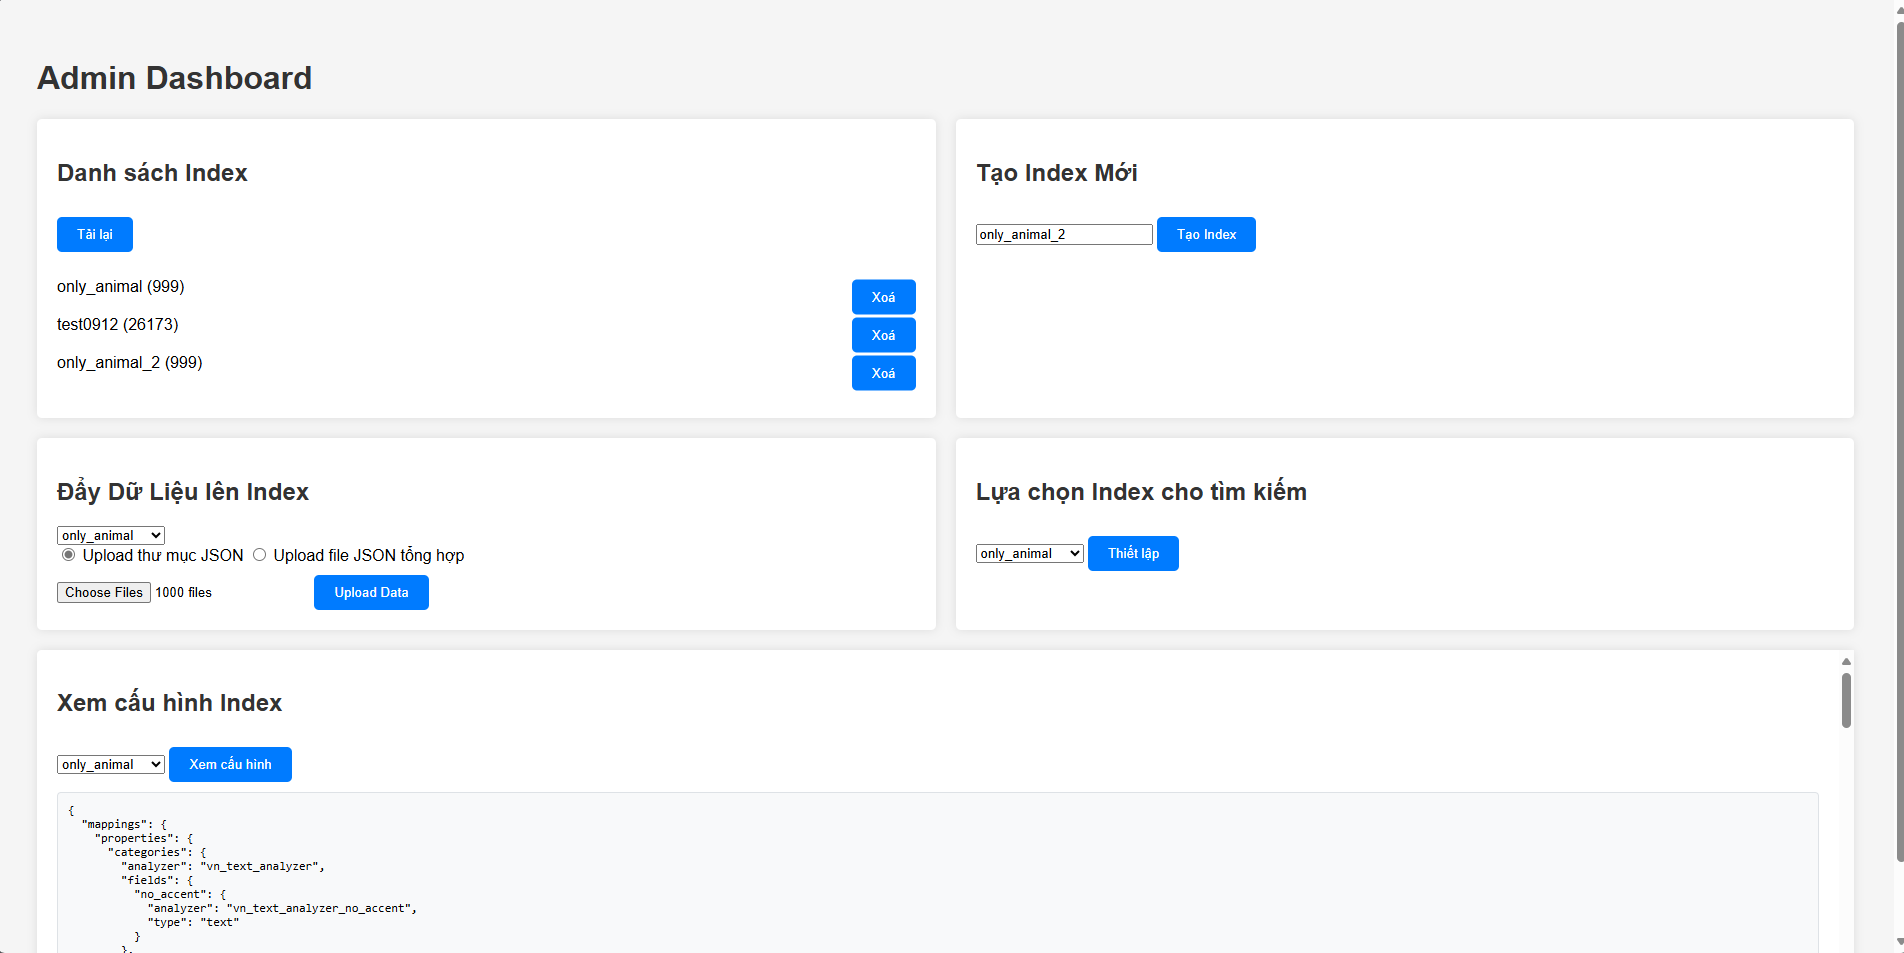 Admin Dashboard
Danh sách Index
Tải lại
only_animal (999)
Xoá
test0912 (26173)
Xoá
only_animal_2 (999)
Xoá
Tạo Index Mới
only_animal_2
Tạo Index
Đẩy Dữ Liệu lên Index
only_animal
Upload thư mục JSON
Upload file JSON tổng hợp
Choose Files 1000 files
Upload Data
Lựa chọn Index cho tìm kiếm
only_animal
Thiết lập
Xem cấu hình Index
only_animal
Xem cấu hình
{
  "mappings": {
    "properties": {
      "categories": {
        "analyzer": "vn_text_analyzer",
        "fields": {
          "no_accent": {
            "analyzer": "vn_text_analyzer_no_accent",
            "type": "text"
          }
        },